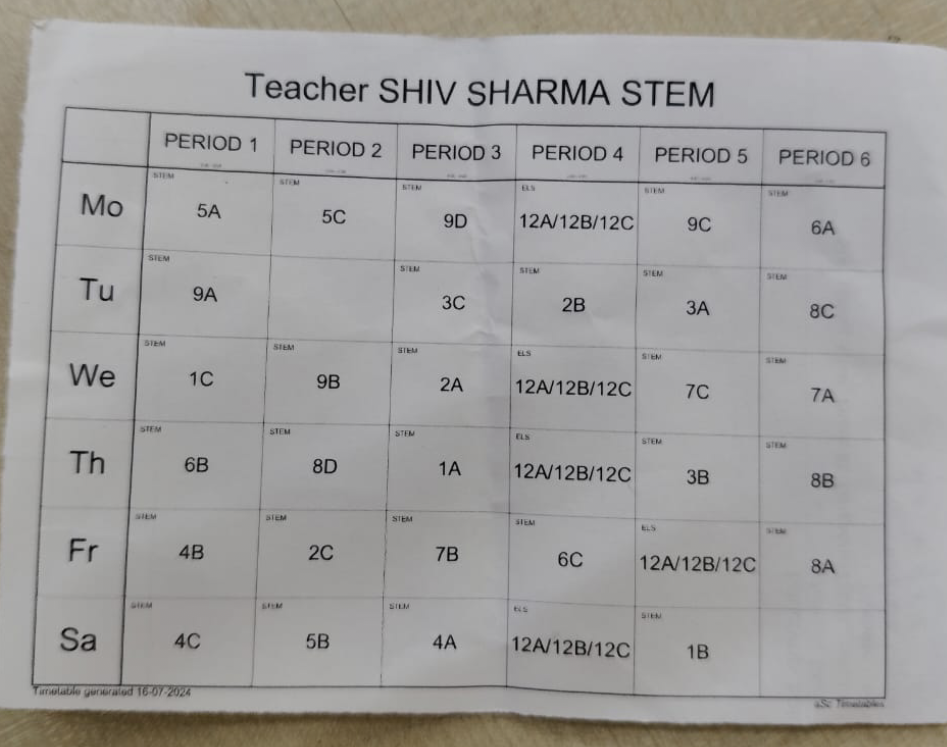 Teacher SHIV SHARMA STEM
PERIOD 1 PERIOD 2 PERIOD 3 PERIOD 4 PERIOD 5 PERIOD 6
STEM STEM STEM ELS STEM STEM
Mo 5A 5C 9D 12A/12B/12C 9C 6A
STEM STEM STEM STEM STEM
Tu 9A 3C 2B 3A 8C
STEM STEM STEM ELS STEM STEM
We 1C 9B 2A 12A/12B/12C 7C 7A
STEM STEM STEM ELS STEM STEM
Th 6B 8D 1A 12A/12B/12C 3B 8B
STEM STEM STEM STEM ELS STEM
Fr 4B 2C 7B 6C 12A/12B/12C 8A
STEM STEM STEM ELS STEM
Sa 4C 5B 4A 12A/12B/12C 1B
Timetable generated 16-07-2024
aSc Timetables